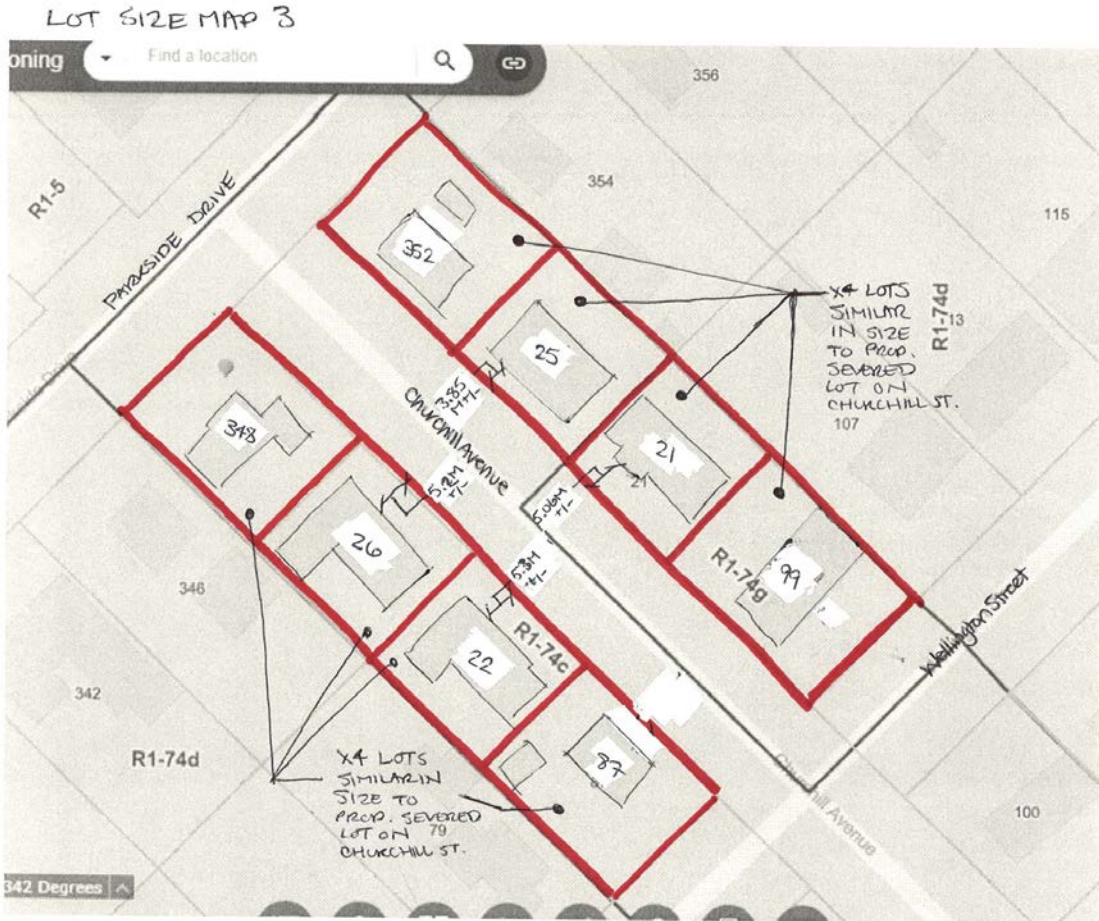 LOT SIZE MAP 3
oning
Find a location
356
354
115
R1-5
PARKSIDE DRIVE
352
X4 LOTS
SIMILAR
IN SIZE
TO PROP.
SEVERED
LOT ON
CHURCHILL ST.
R1-74d
13
107
25
3.85
M+/-
Churchill Avenue
348
21
21
5.2M
+/-
5.06M
+/-
26
5.3M
+/-
R1-74g
99
Wellington Street
346
R1-74c
22
342
R1-74d
87
X4 LOTS
SIMILAR IN
SIZE TO
PROP. SEVERED
LOT ON
CHURCHILL ST.
79
hill Avenue
100
342 Degrees